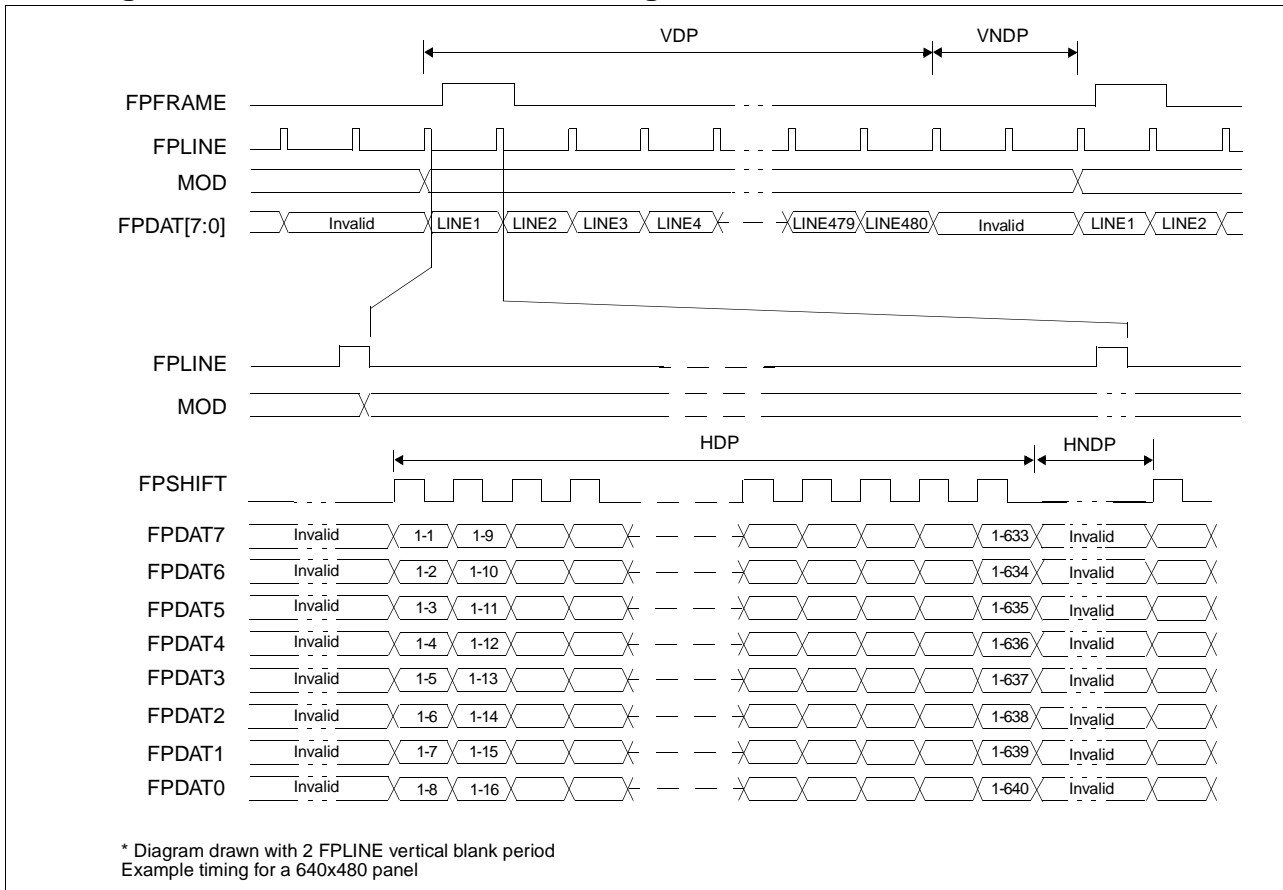 VDP VNDP
FPFRAME
FPLINE
MOD
FPDAT[7:0] Invalid LINE1 LINE2 LINE3 LINE4 LINE479 LINE480 Invalid LINE1 LINE2
FPLINE
MOD
HDP HNDP
FPSHIFT
FPDAT7 Invalid 1-1 1-9 1-633 Invalid
FPDAT6 Invalid 1-2 1-10 1-634 Invalid
FPDAT5 Invalid 1-3 1-11 1-635 Invalid
FPDAT4 Invalid 1-4 1-12 1-636 Invalid
FPDAT3 Invalid 1-5 1-13 1-637 Invalid
FPDAT2 Invalid 1-6 1-14 1-638 Invalid
FPDAT1 Invalid 1-7 1-15 1-639 Invalid
FPDAT0 Invalid 1-8 1-16 1-640 Invalid
* Diagram drawn with 2 FPLINE vertical blank period
Example timing for a 640x480 panel